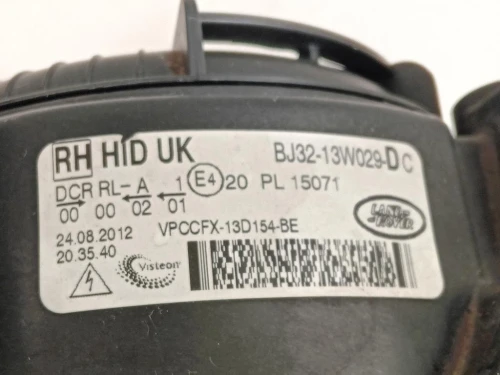 RH HID UK BJ32-13W029-DC
DCR RL- A 1 E4 20 PL 15071
00 00 02 01
24.08.2012 VPCCFX-13D154-BE
20.35.40
LAND
ROVER
Visteon